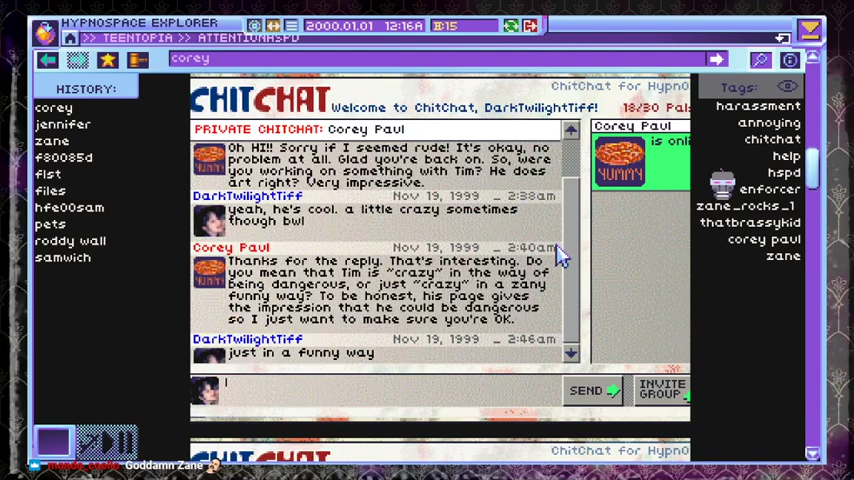 HYPNOSPACE EXPLORER
2000.01.01 12:16A
B:15
>> TEENTOPIA >> ATTENTIONHSPD
corey
HISTORY:
corey
jennifer
zane
f80085d
flst
files
hfe00sam
pets
roddy wall
samwich
ChitChat for HypnO
CHITCHAT Welcome to ChitChat, DarkTwilightTiff! 18/30 Pals
PRIVATE CHITCHAT: Corey Paul
Oh HI!! Sorry if I seemed rude! It's okay, no
problem at all. Glad you're back on. So, were
you working on something with Tim? He does
art right? Very impressive.
DarkTwilightTiff Nov 19, 1999 _ 2:38am
yeah, he's cool. a little crazy sometimes
though bwl
Corey Paul Nov 19, 1999 _ 2:40am
Thanks for the reply. That's interesting. Do
you mean that Tim is "crazy" in the way of
being dangerous, or just "crazy" in a zany
funny way? To be honest, his page gives
the impression that he could be dangerous
so I just want to make sure you're OK.
DarkTwilightTiff Nov 19, 1999 _ 2:46am
just in a funny way
YUMMY
YUMMY
Corey Paul
is onli
YUMMY
SEND
INVITE
GROUP
ChitChat for HypnO
CHITCHAT
Tags:
harassment
annoying
chitchat
help
hspd
enforcer
zane_rocks_1
thatbrassykid
corey paul
zane
mondo_coolio Goddamn Zane